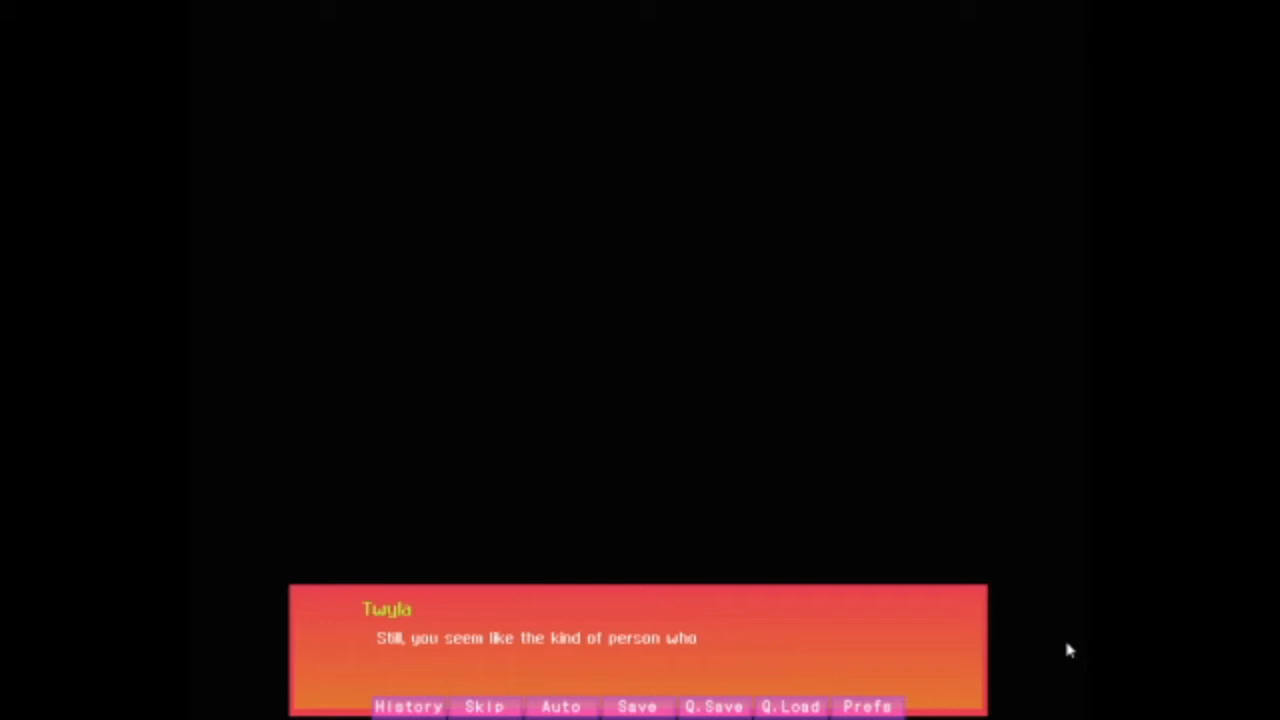 Twyla
Still, you seem like the kind of person who
History Skip Auto Save Q.Save Q.Load Prefs